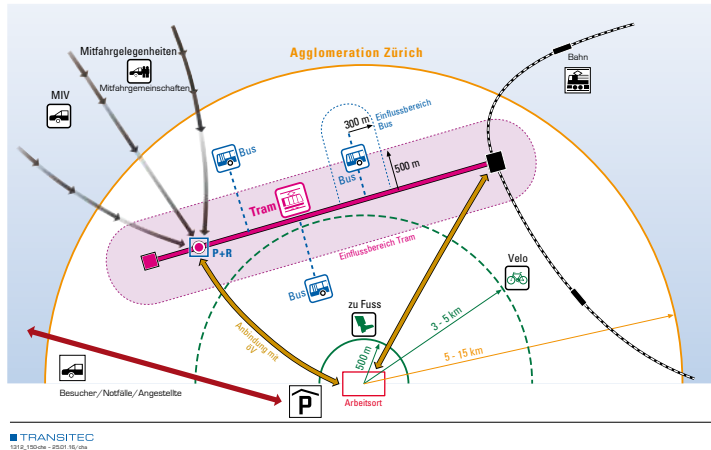 Agglomeration Zürich
Mitfahrgelegenheiten
Mitfahrgemeinschaften
MIV
Bahn
300 m
Einflussbereich
Bus
Bus
Bus
500 m
Tram
Einflussbereich Tram
P+R
Bus
Velo
zu Fuss
3 - 5 km
Anbindung mit
öV
500 m
5 - 15 km
Besucher/Notfälle/Angestellte
P
Arbeitsort
TRANSITEC
1312_150-cte - 25.01.16/cha